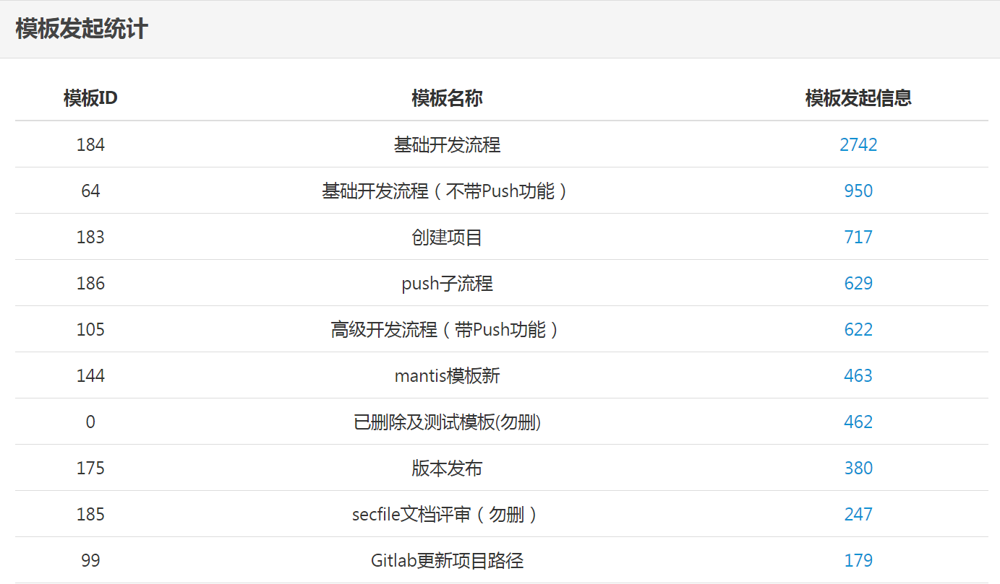 模板发起统计
模板ID 模板名称 模板发起信息
184 基础开发流程 2742
64 基础开发流程（不带Push功能） 950
183 创建项目 717
186 push子流程 629
105 高级开发流程（带Push功能） 622
144 mantis模板新 463
0 已删除及测试模板(勿删) 462
175 版本发布 380
185 secfile文档评审（勿删） 247
99 Gitlab更新项目路径 179